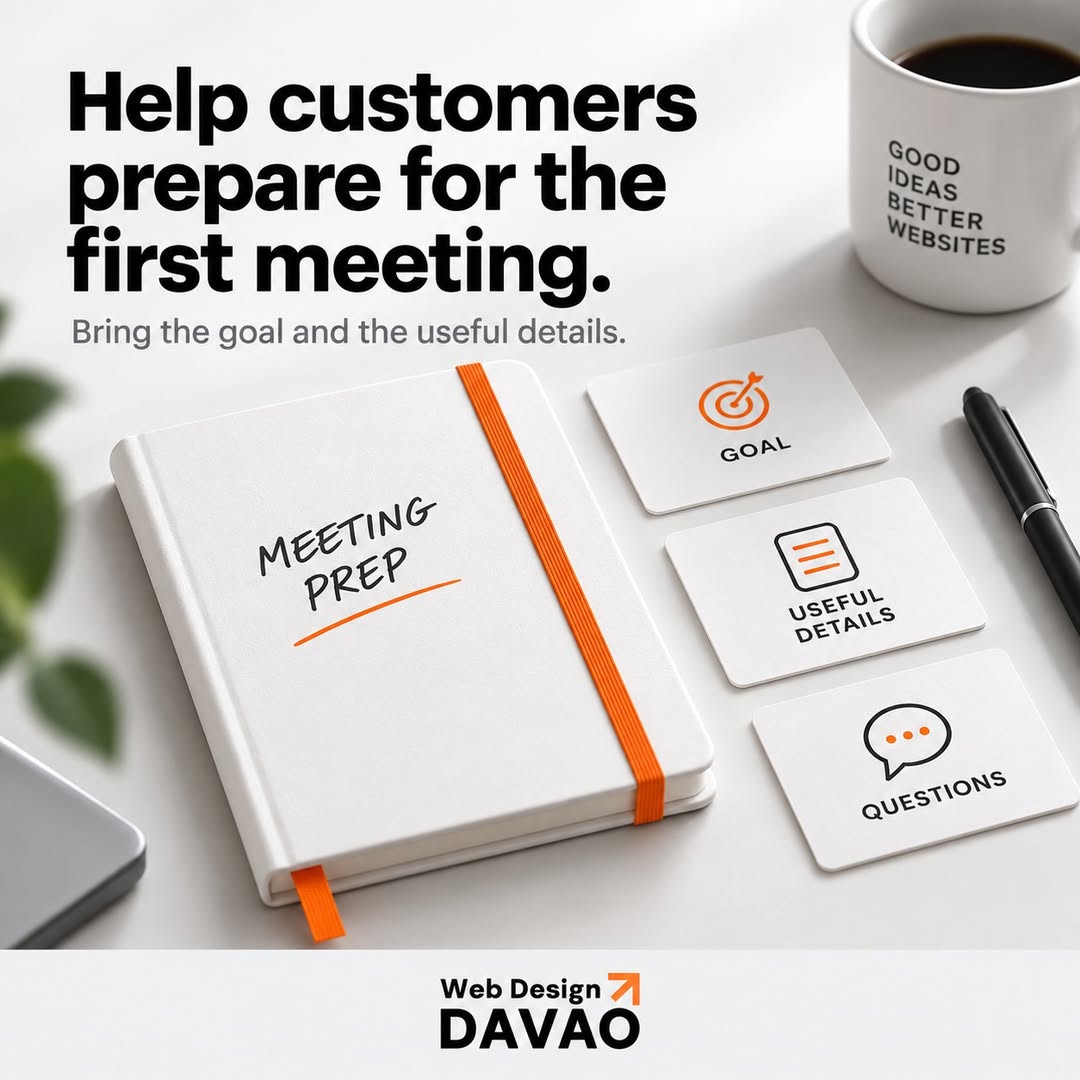 Help customers
prepare for the
first meeting.
Bring the goal and the useful details.
GOOD
IDEAS
BETTER
WEBSITES
MEETING
PREP
GOAL
USEFUL
DETAILS
QUESTIONS
Web Design
DAVAO